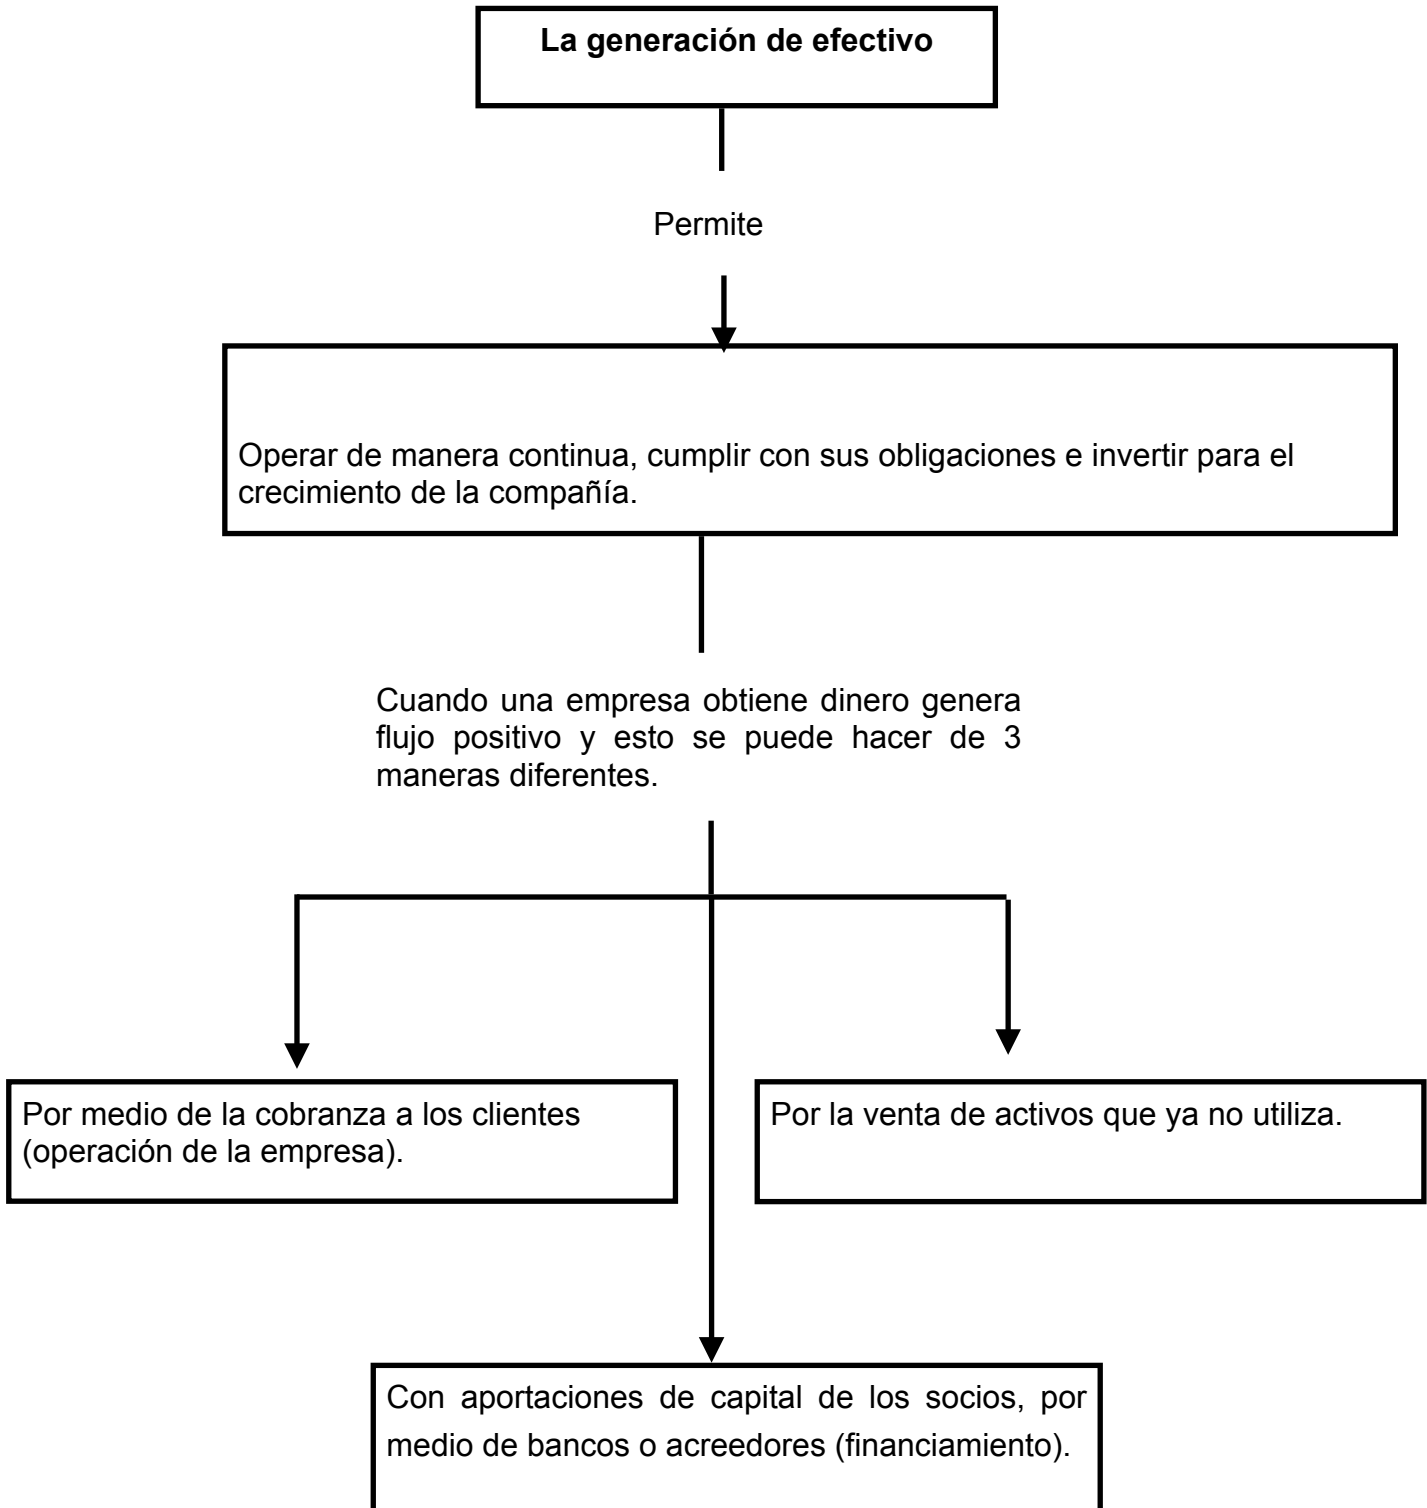 La generación de efectivo
Permite
Operar de manera continua, cumplir con sus obligaciones e invertir para el
crecimiento de la compañía.
Cuando una empresa obtiene dinero genera
flujo positivo y esto se puede hacer de 3
maneras diferentes.
Por medio de la cobranza a los clientes
(operación de la empresa).
Por la venta de activos que ya no utiliza.
Con aportaciones de capital de los socios, por
medio de bancos o acreedores (financiamiento).